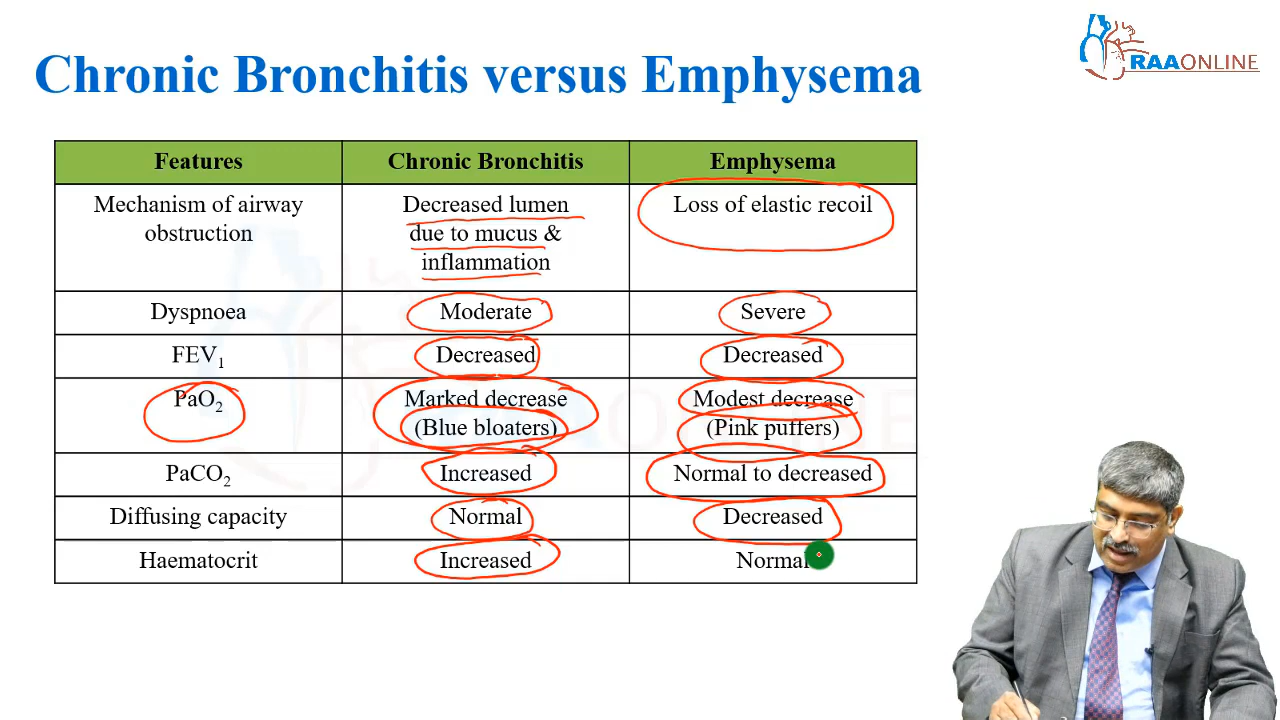 Chronic Bronchitis versus Emphysema
RAAONLINE
Features Chronic Bronchitis Emphysema
Mechanism of airway
obstruction
Decreased lumen
due to mucus &
inflammation
Loss of elastic recoil
Dyspnoea Moderate Severe
FEV1 Decreased Decreased
PaO2
Marked decrease
(Blue bloaters)
Modest decrease
(Pink puffers)
PaCO2 Increased Normal to decreased
Diffusing capacity Normal Decreased
Haematocrit Increased Normal